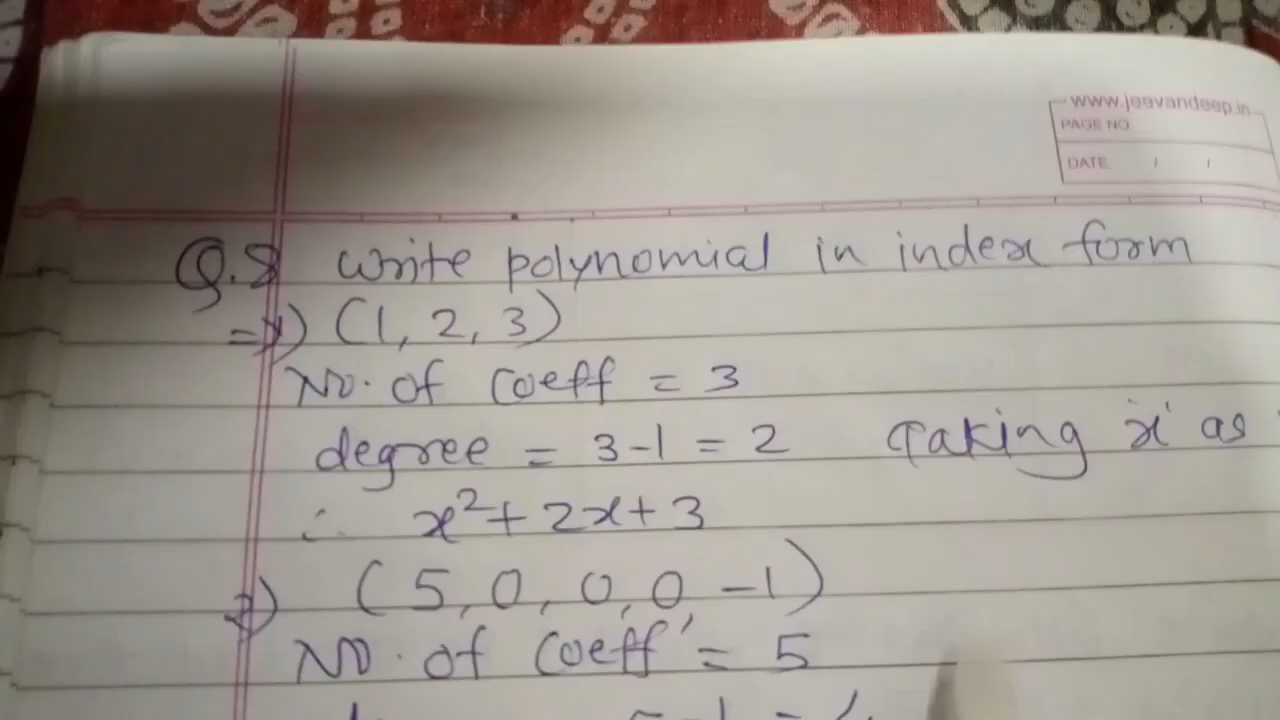 www.jeevandeep.in
PAGE NO
DATE / /
Q.8 Write polynomial in index form
=> 1) (1, 2, 3)
No. of coeff = 3
degree = 3-1 = 2 Taking 'x' as
∴ x² + 2x + 3
2) (5, 0, 0, 0 -1)
No. of coeff' = 5